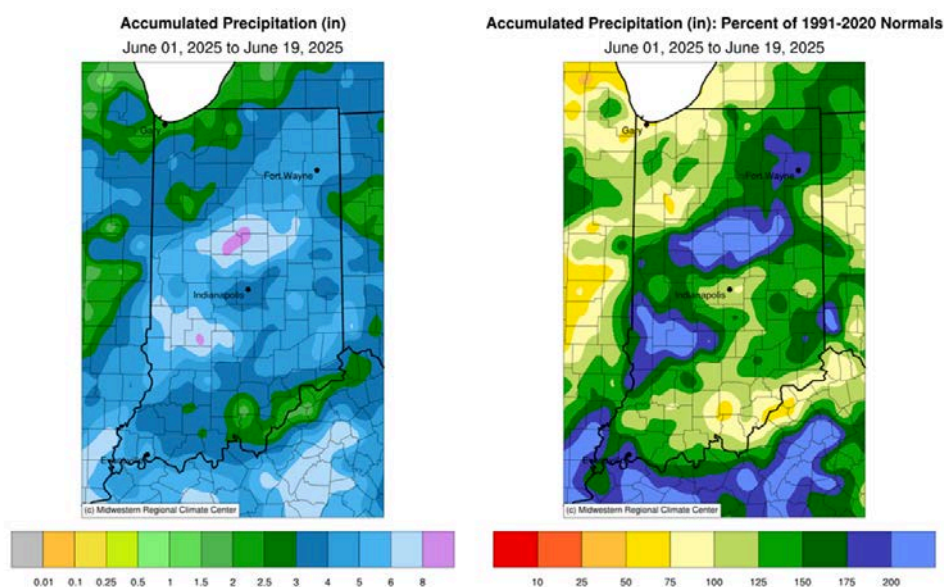 Accumulated Precipitation (in)
June 01, 2025 to June 19, 2025
Gary
Fort Wayne
Indianapolis
(c) Midwestern Regional Climate Center
0.01 0.1 0.25 0.5 1 1.5 2 2.5 3 4 5 6 8
Accumulated Precipitation (in): Percent of 1991-2020 Normals
June 01, 2025 to June 19, 2025
Gary
Fort Wayne
Indianapolis
(c) Midwestern Regional Climate Center
10 25 50 75 100 125 150 175 200